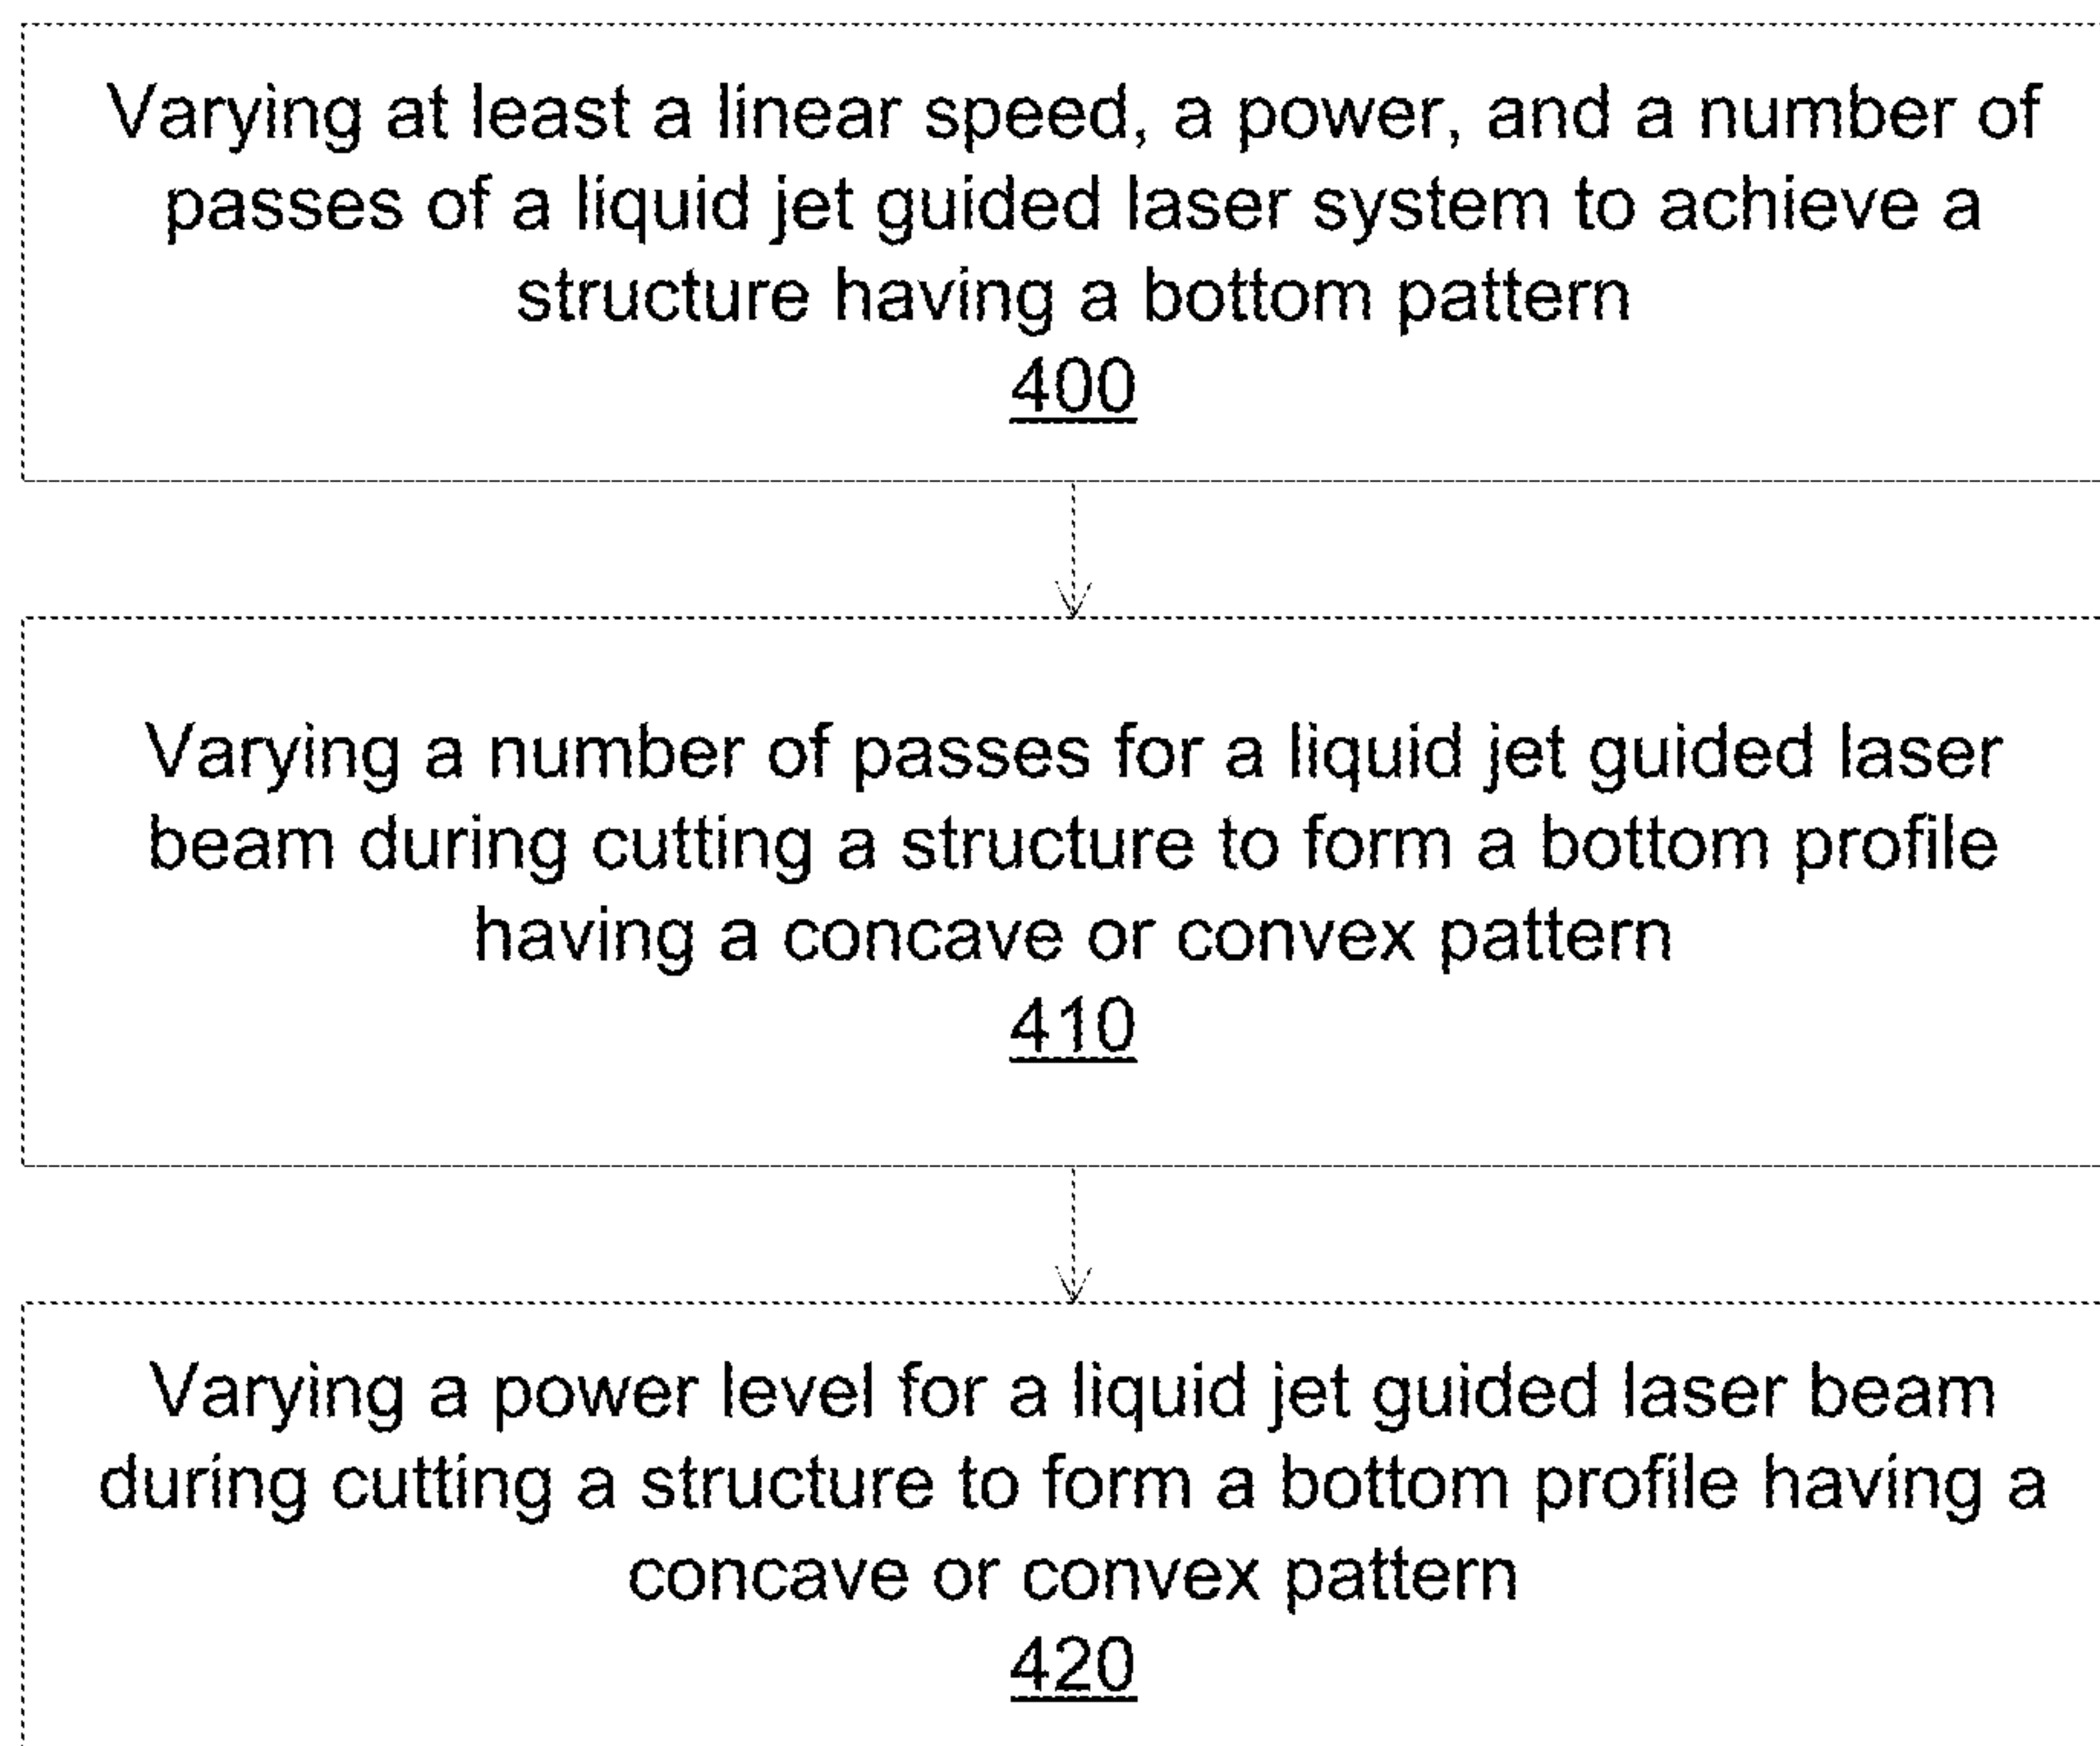 Varying at least a linear speed, a power, and a number of
passes of a liquid jet guided laser system to achieve a
structure having a bottom pattern
400
Varying a number of passes for a liquid jet guided laser
beam during cutting a structure to form a bottom profile
having a concave or convex pattern
410
Varying a power level for a liquid jet guided laser beam
during cutting a structure to form a bottom profile having a
concave or convex pattern
420